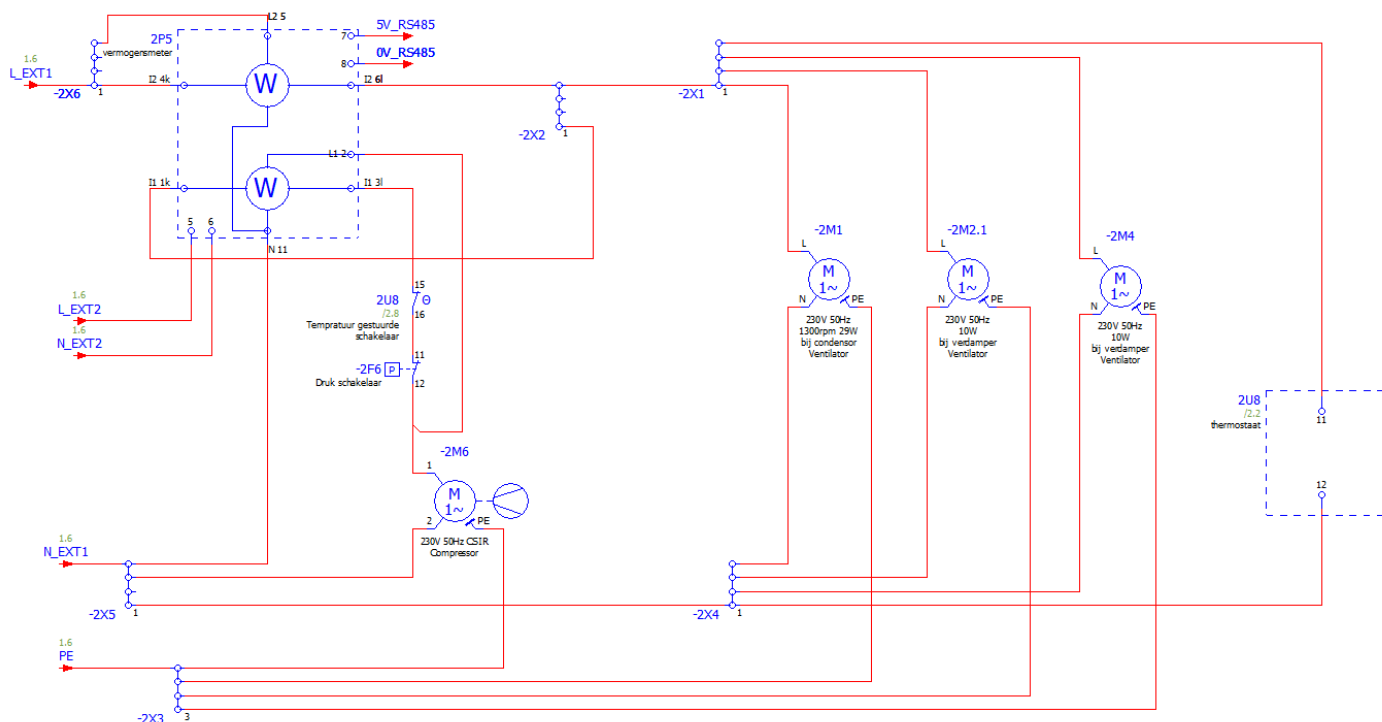 L2 5
2P5
vermogensmeter
7
5V_RS485
8
0V_RS485
1.6
L_EXT1
-2X6
1
I2 4k
W
I2 6l
-2X2
1
-2X1
1
L1 2
I1 1k
W
I1 3l
5
6
N 11
1.6
L_EXT2
1.6
N_EXT2
15
2U8
Θ
/2.8
16
Tempratuur gestuurde
schakelaar
11
-2F6
P
Druk schakelaar
12
-2M1
L
M
1~
N
PE
230V 50Hz
1300rpm 29W
bij condensor
Ventilator
-2M2.1
L
M
1~
N
PE
230V 50Hz
10W
bij verdamper
Ventilator
-2M4
L
M
1~
N
PE
230V 50Hz
10W
bij verdamper
Ventilator
2U8
/2.2
thermostaat
11
12
-2M6
1
M
1~
2
PE
230V 50Hz CSIR
Compressor
1.6
N_EXT1
-2X5
1
-2X4
1
1.6
PE
-2X3
3